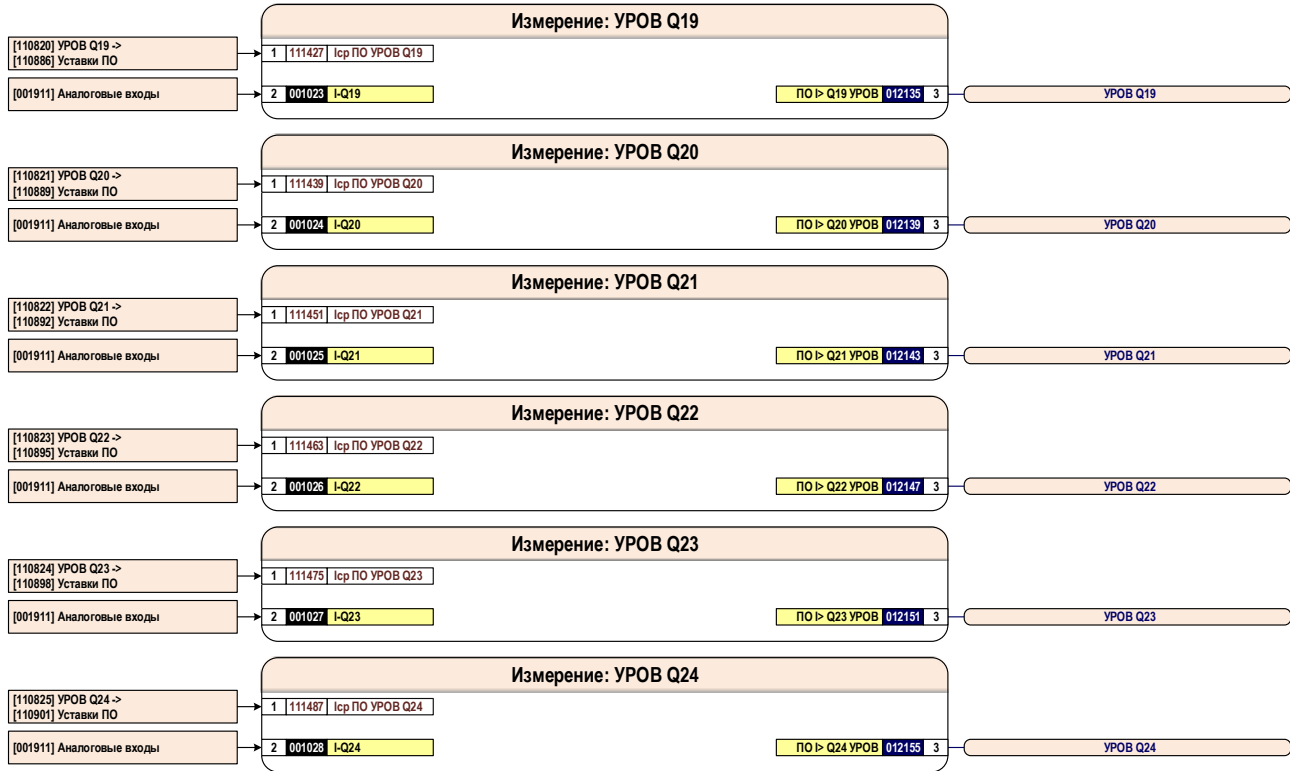 Измерение: УРОВ Q19
[110820] УРОВ Q19 ->
[110886] Уставки ПО
1 111427 Iср ПО УРОВ Q19
[001911] Аналоговые входы
2 001023 I-Q19
ПО I> Q19 УРОВ 012135 3
УРОВ Q19
Измерение: УРОВ Q20
[110821] УРОВ Q20 ->
[110889] Уставки ПО
1 111439 Iср ПО УРОВ Q20
[001911] Аналоговые входы
2 001024 I-Q20
ПО I> Q20 УРОВ 012139 3
УРОВ Q20
Измерение: УРОВ Q21
[110822] УРОВ Q21 ->
[110892] Уставки ПО
1 111451 Iср ПО УРОВ Q21
[001911] Аналоговые входы
2 001025 I-Q21
ПО I> Q21 УРОВ 012143 3
УРОВ Q21
Измерение: УРОВ Q22
[110823] УРОВ Q22 ->
[110895] Уставки ПО
1 111463 Iср ПО УРОВ Q22
[001911] Аналоговые входы
2 001026 I-Q22
ПО I> Q22 УРОВ 012147 3
УРОВ Q22
Измерение: УРОВ Q23
[110824] УРОВ Q23 ->
[110898] Уставки ПО
1 111475 Iср ПО УРОВ Q23
[001911] Аналоговые входы
2 001027 I-Q23
ПО I> Q23 УРОВ 012151 3
УРОВ Q23
Измерение: УРОВ Q24
[110825] УРОВ Q24 ->
[110901] Уставки ПО
1 111487 Iср ПО УРОВ Q24
[001911] Аналоговые входы
2 001028 I-Q24
ПО I> Q24 УРОВ 012155 3
УРОВ Q24